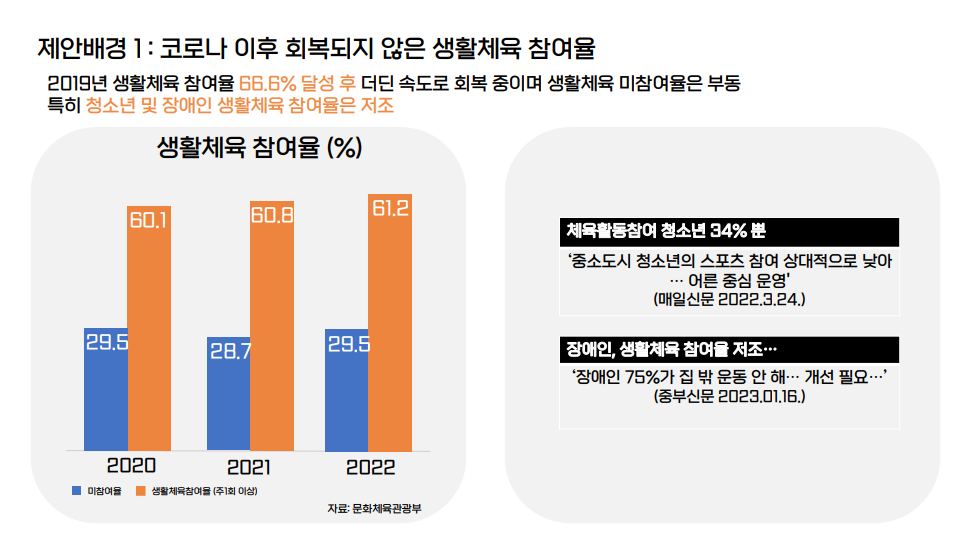 제안배경 1 : 코로나 이후 회복되지 않은 생활체육 참여율
2019년 생활체육 참여율 66.6% 달성 후 더딘 속도로 회복 중이며 생활체육 미참여율은 부동
특히 청소년 및 장애인 생활체육 참여율은 저조
생활체육 참여율 (%)
60.1
60.8
61.2
29.5
28.7
29.5
2020
2021
2022
미참여율
생활체육참여율 (주1회 이상)
자료: 문화체육관광부
체육활동참여 청소년 34% 뿐
‘중소도시 청소년의 스포츠 참여 상대적으로 낮아
… 어른 중심 운영’
(매일신문 2022.3.24.)
장애인, 생활체육 참여율 저조…
‘장애인 75%가 집 밖 운동 안 해… 개선 필요…’
(중부신문 2023.01.16.)